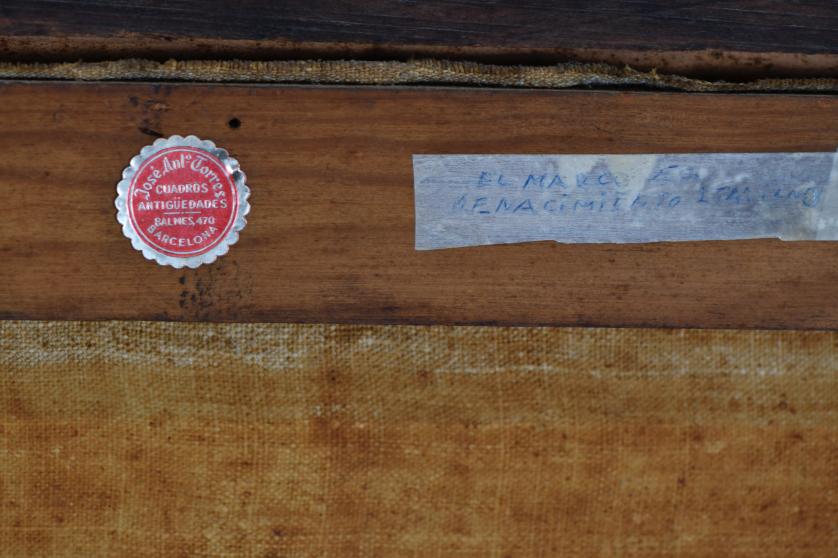 José Antº Torres
CUADROS
ANTIGÜEDADES
BALMES, 470
BARCELONA
EL MARCO ES
RENACIMIENTO ITALIANO